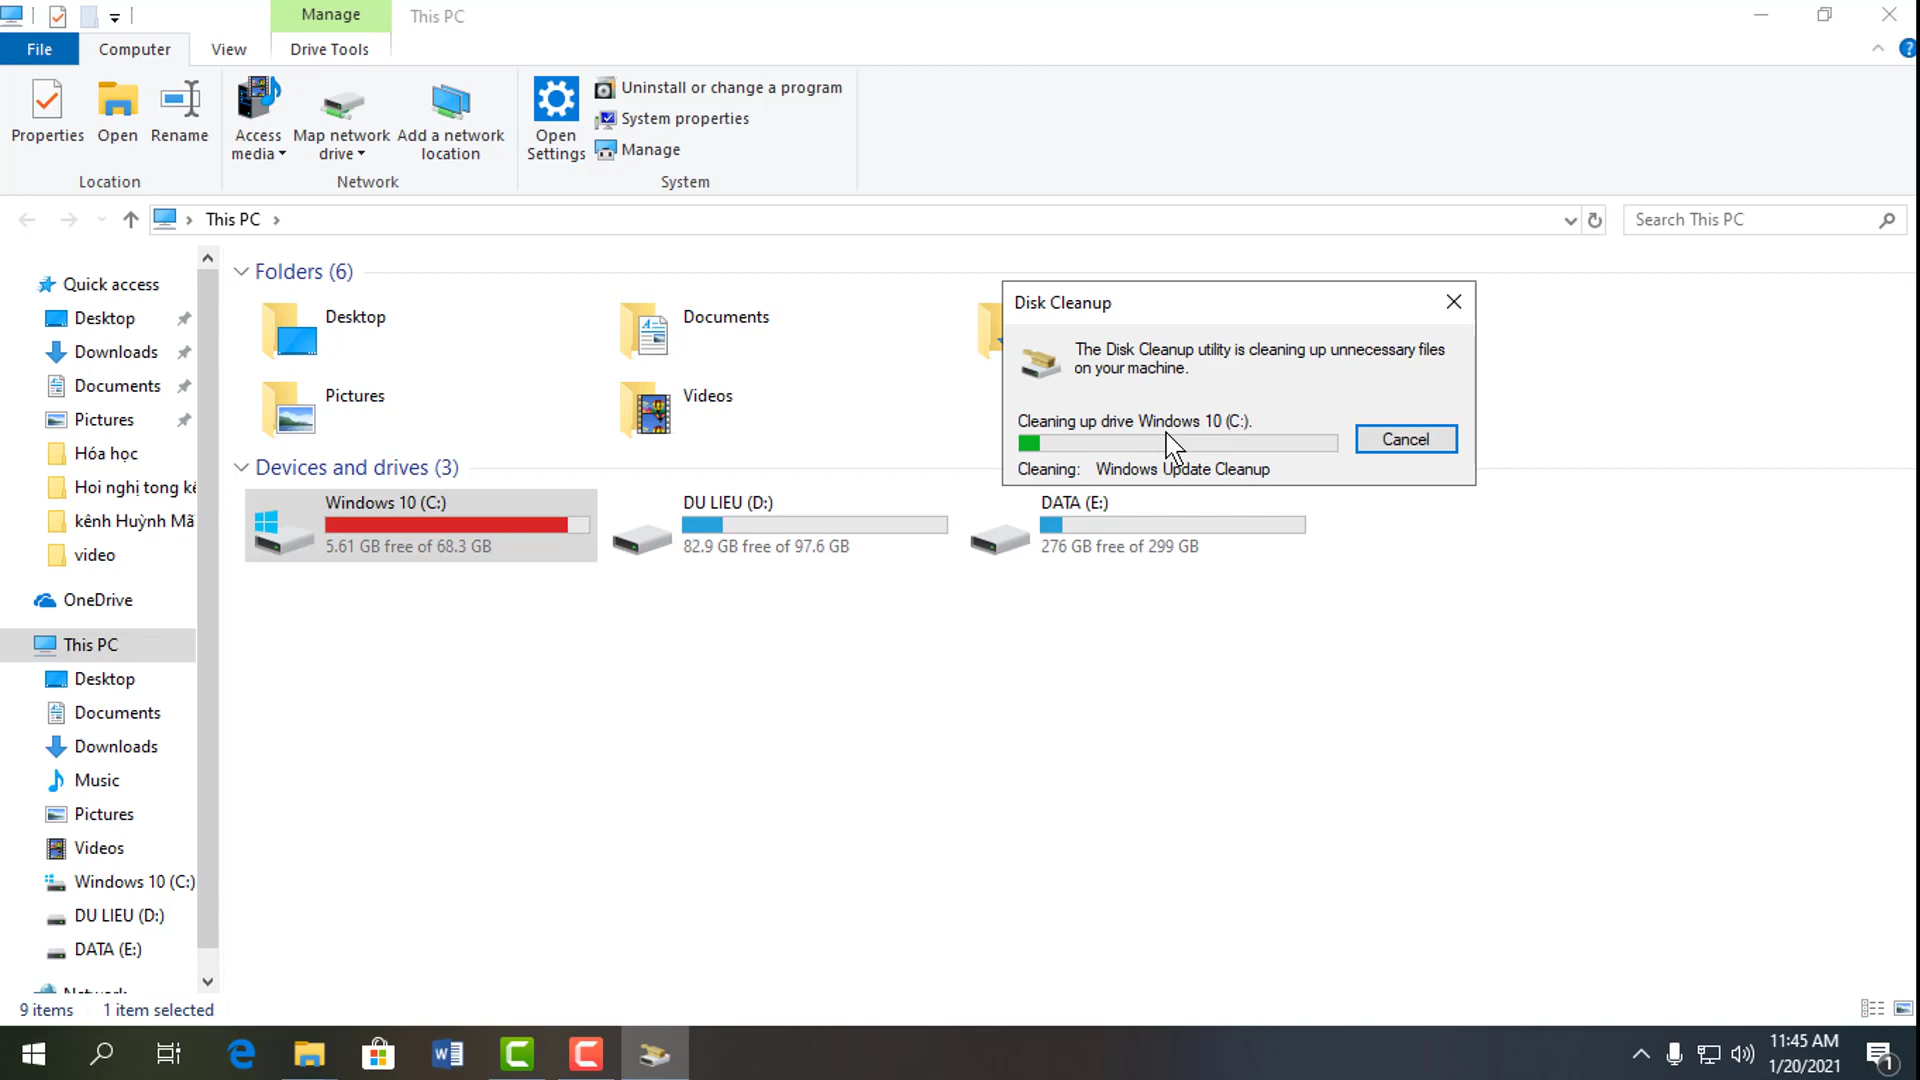 Manage
This PC
File
Computer
View
Drive Tools
Properties
Open
Rename
Access media
Map network drive
Add a network location
Open Settings
Uninstall or change a program
System properties
Manage
Location
Network
System
This PC
Search This PC
Quick access
Desktop
Downloads
Documents
Pictures
Hóa học
Hoi nghị tong kê
kênh Huỳnh Mã
video
OneDrive
This PC
Desktop
Documents
Downloads
Music
Pictures
Videos
Windows 10 (C:)
DU LIEU (D:)
DATA (E:)
Network
Folders (6)
Desktop
Documents
Pictures
Videos
Devices and drives (3)
Windows 10 (C:)
5.61 GB free of 68.3 GB
DU LIEU (D:)
82.9 GB free of 97.6 GB
DATA (E:)
276 GB free of 299 GB
Disk Cleanup
The Disk Cleanup utility is cleaning up unnecessary files
on your machine.
Cleaning up drive Windows 10 (C:).
Cancel
Cleaning: Windows Update Cleanup
9 items
1 item selected
11:45 AM
1/20/2021
1